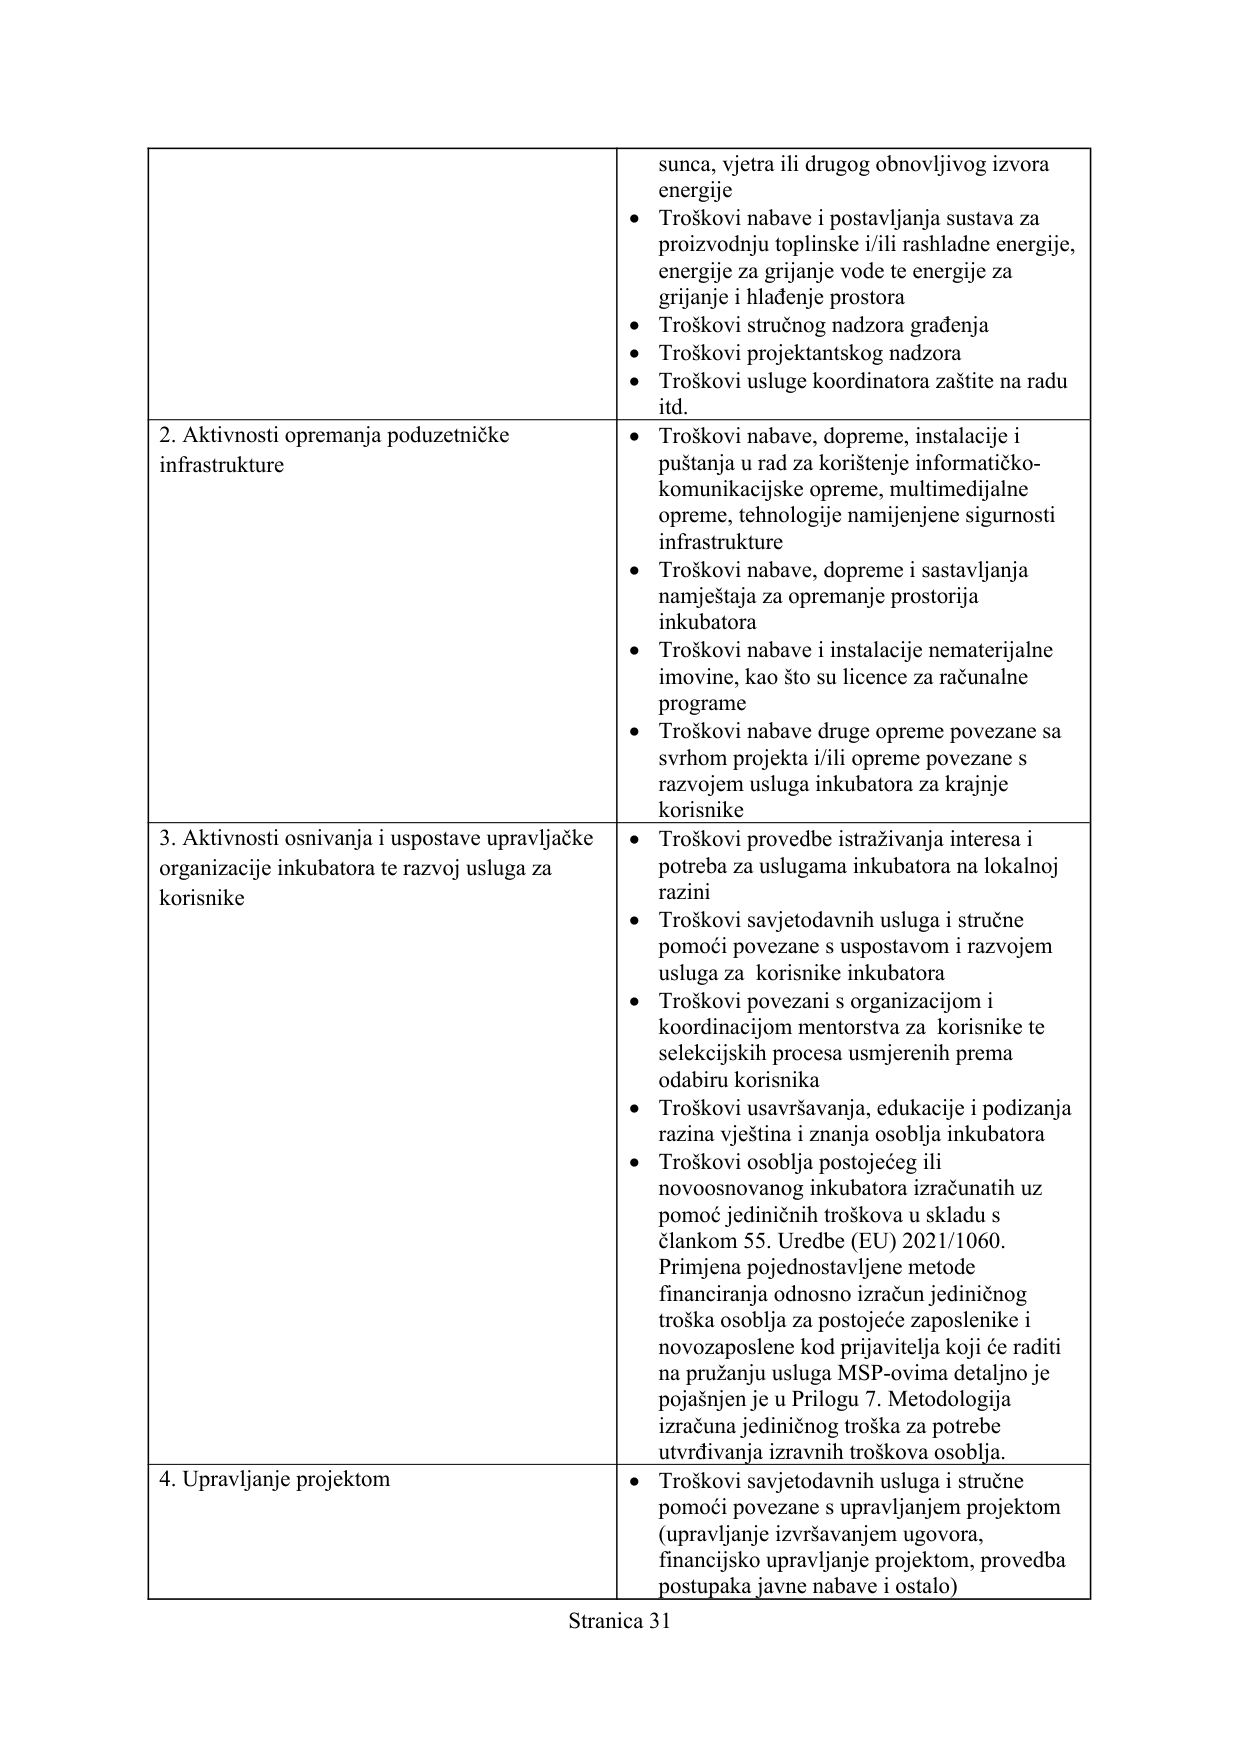 sunca, vjetra ili drugog obnovljivog izvora
energije
• Troškovi nabave i postavljanja sustava za
proizvodnju toplinske i/ili rashladne energije,
energije za grijanje vode te energije za
grijanje i hlađenje prostora
• Troškovi stručnog nadzora građenja
• Troškovi projektantskog nadzora
• Troškovi usluge koordinatora zaštite na radu
itd.
2. Aktivnosti opremanja poduzetničke
infrastrukture
• Troškovi nabave, dopreme, instalacije i
puštanja u rad za korištenje informatičko-
komunikacijske opreme, multimedijalne
opreme, tehnologije namijenjene sigurnosti
infrastrukture
• Troškovi nabave, dopreme i sastavljanja
namještaja za opremanje prostorija
inkubatora
• Troškovi nabave i instalacije nematerijalne
imovine, kao što su licence za računalne
programe
• Troškovi nabave druge opreme povezane sa
svrhom projekta i/ili opreme povezane s
razvojem usluga inkubatora za krajnje
korisnike
3. Aktivnosti osnivanja i uspostave upravljačke
organizacije inkubatora te razvoj usluga za
korisnike
• Troškovi provedbe istraživanja interesa i
potreba za uslugama inkubatora na lokalnoj
razini
• Troškovi savjetodavnih usluga i stručne
pomoći povezane s uspostavom i razvojem
usluga za  korisnike inkubatora
• Troškovi povezani s organizacijom i
koordinacijom mentorstva za  korisnike te
selekcijskih procesa usmjerenih prema
odabiru korisnika
• Troškovi usavršavanja, edukacije i podizanja
razina vještina i znanja osoblja inkubatora
• Troškovi osoblja postojećeg ili
novoosnovanog inkubatora izračunatih uz
pomoć jediničnih troškova u skladu s
člankom 55. Uredbe (EU) 2021/1060.
Primjena pojednostavljene metode
financiranja odnosno izračun jediničnog
troška osoblja za postojeće zaposlenike i
novozaposlene kod prijavitelja koji će raditi
na pružanju usluga MSP-ovima detaljno je
pojašnjen je u Prilogu 7. Metodologija
izračuna jediničnog troška za potrebe
utvrđivanja izravnih troškova osoblja.
4. Upravljanje projektom
• Troškovi savjetodavnih usluga i stručne
pomoći povezane s upravljanjem projektom
(upravljanje izvršavanjem ugovora,
financijsko upravljanje projektom, provedba
postupaka javne nabave i ostalo)
Stranica 31